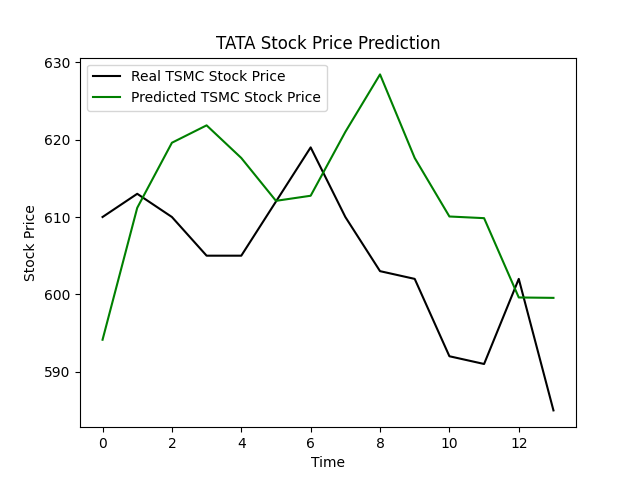 TATA Stock Price Prediction
Real TSMC Stock Price
Predicted TSMC Stock Price
Stock Price
630
620
610
600
590
0 2 4 6 8 10 12
Time